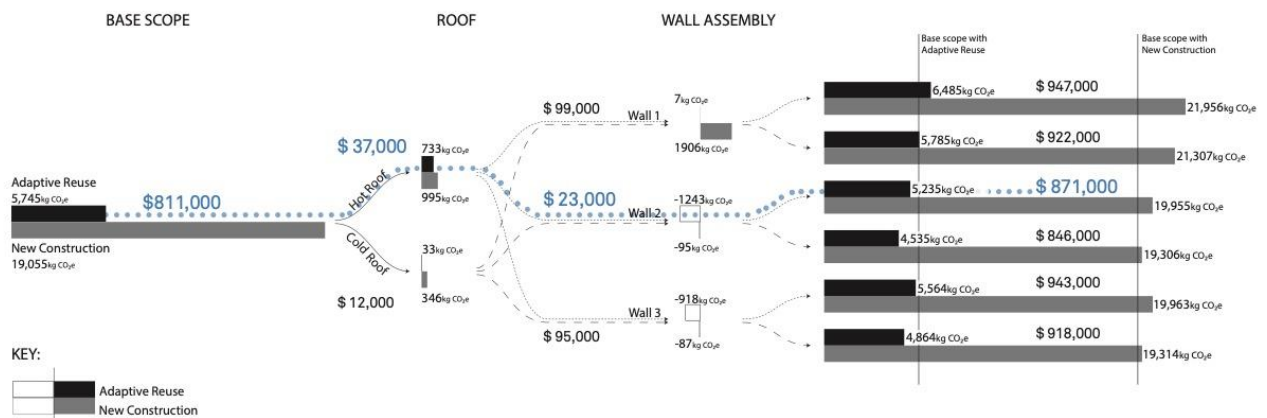 BASE SCOPE
ROOF
WALL ASSEMBLY
Base scope with
Adaptive Reuse
Base scope with
New Construction
Adaptive Reuse
5,745kg CO₂e
$811,000
New Construction
19,055kg CO₂e
$ 37,000
Hot Roof
733kg CO₂e
995kg CO₂e
Cold Roof
$ 12,000
33kg CO₂e
346kg CO₂e
$ 99,000
Wall 1
7kg CO₂e
1906kg CO₂e
$ 23,000
Wall 2
-1243kg CO₂e
-95kg CO₂e
$ 95,000
Wall 3
-918kg CO₂e
-87kg CO₂e
6,485kg CO₂e
$ 947,000
21,956kg CO₂e
5,785kg CO₂e
$ 922,000
21,307kg CO₂e
5,235kg CO₂e
$ 871,000
19,955kg CO₂e
4,535kg CO₂e
$ 846,000
19,306kg CO₂e
5,564kg CO₂e
$ 943,000
19,963kg CO₂e
4,864kg CO₂e
$ 918,000
19,314kg CO₂e
KEY:
Adaptive Reuse
New Construction